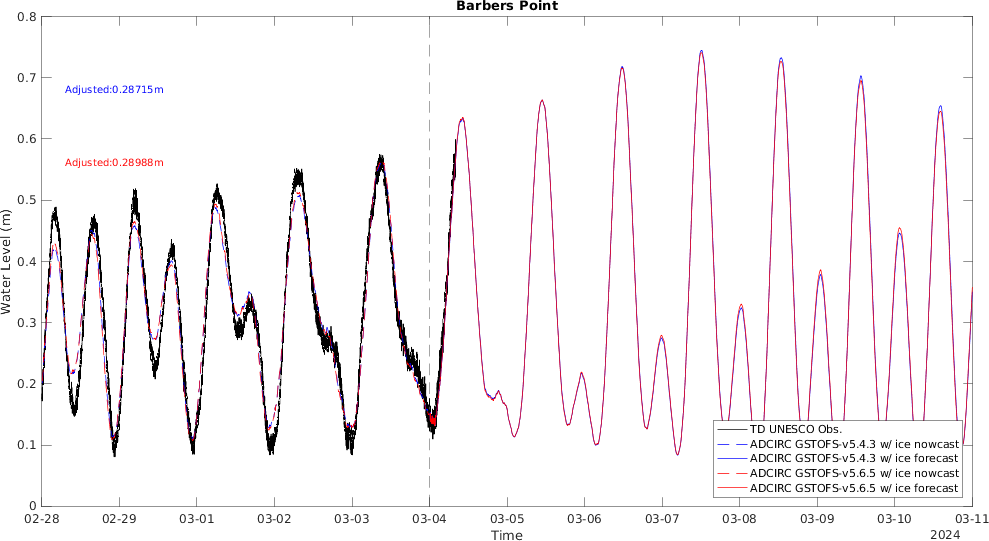 Barbers Point
0.8
0.7
0.6
0.5
0.4
0.3
0.2
0.1
0
Water Level (m)
Adjusted:0.28715m
Adjusted:0.28988m
TD UNESCO Obs.
ADCIRC GSTOFS-v5.4.3 w/ ice nowcast
ADCIRC GSTOFS-v5.4.3 w/ ice forecast
ADCIRC GSTOFS-v5.6.5 w/ ice nowcast
ADCIRC GSTOFS-v5.6.5 w/ ice forecast
02-28 02-29 03-01 03-02 03-03 03-04 03-05 03-06 03-07 03-08 03-09 03-10 03-11
Time
2024